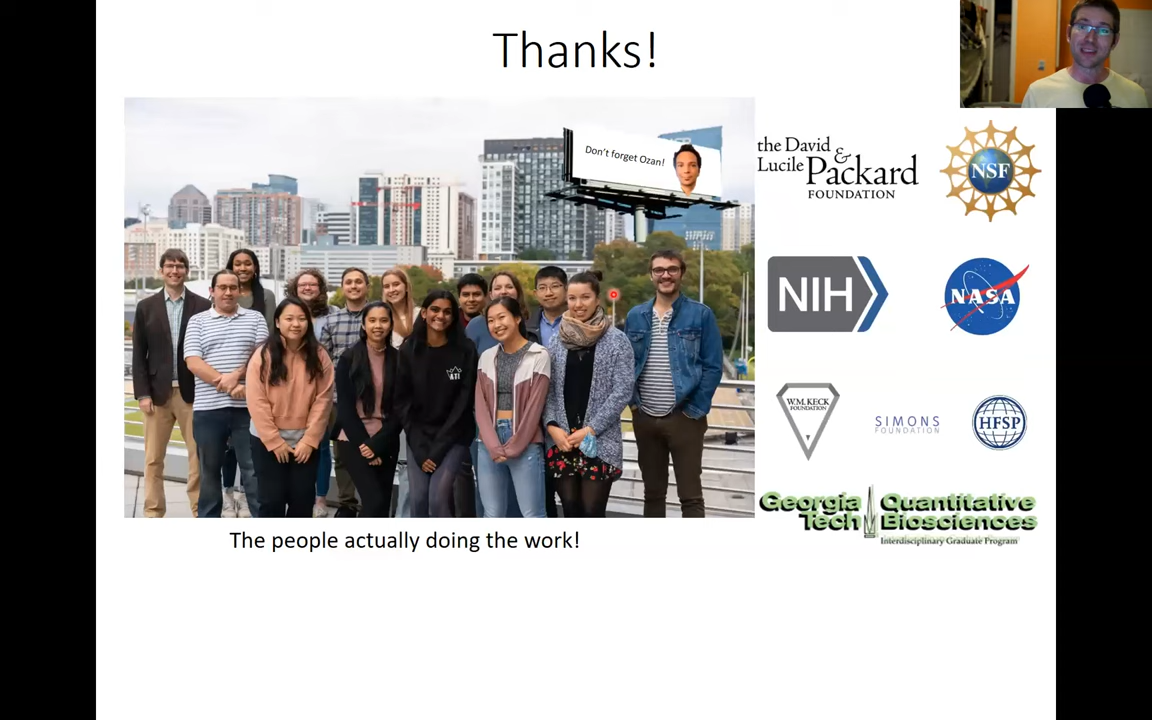 Thanks!
Don't forget Ozan!
the David &
Lucile Packard
FOUNDATION
NSF
NIH
NASA
W.M. KECK
FOUNDATION
SIMONS
FOUNDATION
HFSP
Georgia Tech
Quantitative
Biosciences
Interdisciplinary Graduate Program
The people actually doing the work!